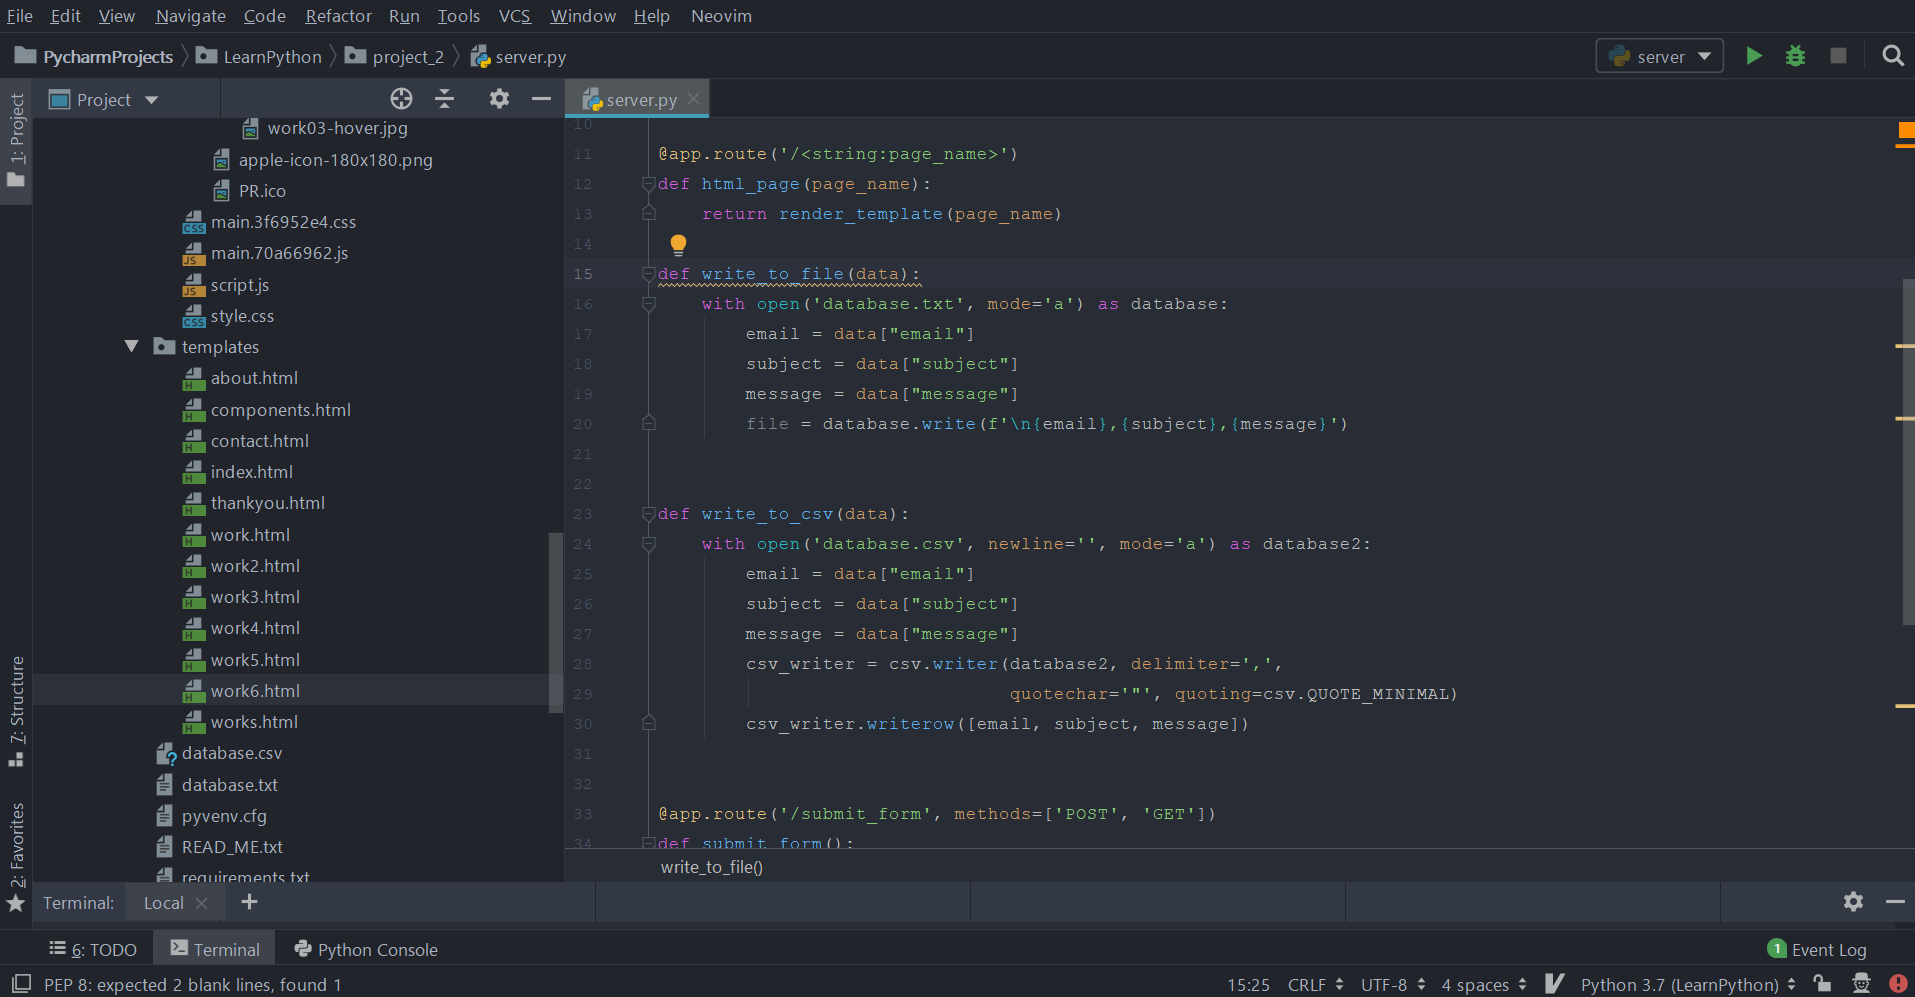 File Edit View Navigate Code Refactor Run Tools VCS Window Help Neovim
PycharmProjects LearnPython project_2 server.py server
1: Project
Project
work03-hover.jpg
apple-icon-180x180.png
PR.ico
main.3f6952e4.css
main.70a66962.js
script.js
style.css
templates
about.html
components.html
contact.html
index.html
thankyou.html
work.html
work2.html
work3.html
work4.html
work5.html
work6.html
works.html
database.csv
database.txt
pyvenv.cfg
READ_ME.txt
requirements.txt
7: Structure
2: Favorites
server.py
10
11 @app.route('/<string:page_name>')
12 def html_page(page_name):
13 return render_template(page_name)
14
15 def write_to_file(data):
16 with open('database.txt', mode='a') as database:
17 email = data["email"]
18 subject = data["subject"]
19 message = data["message"]
20 file = database.write(f'\n{email},{subject},{message}')
21
22
23 def write_to_csv(data):
24 with open('database.csv', newline='', mode='a') as database2:
25 email = data["email"]
26 subject = data["subject"]
27 message = data["message"]
28 csv_writer = csv.writer(database2, delimiter=',',
29 quotechar='"', quoting=csv.QUOTE_MINIMAL)
30 csv_writer.writerow([email, subject, message])
31
32
33 @app.route('/submit_form', methods=['POST', 'GET'])
34 def submit_form():
write_to_file()
Terminal: Local
6: TODO Terminal Python Console 1 Event Log
PEP 8: expected 2 blank lines, found 1 15:25 CRLF UTF-8 4 spaces Python 3.7 (LearnPython)